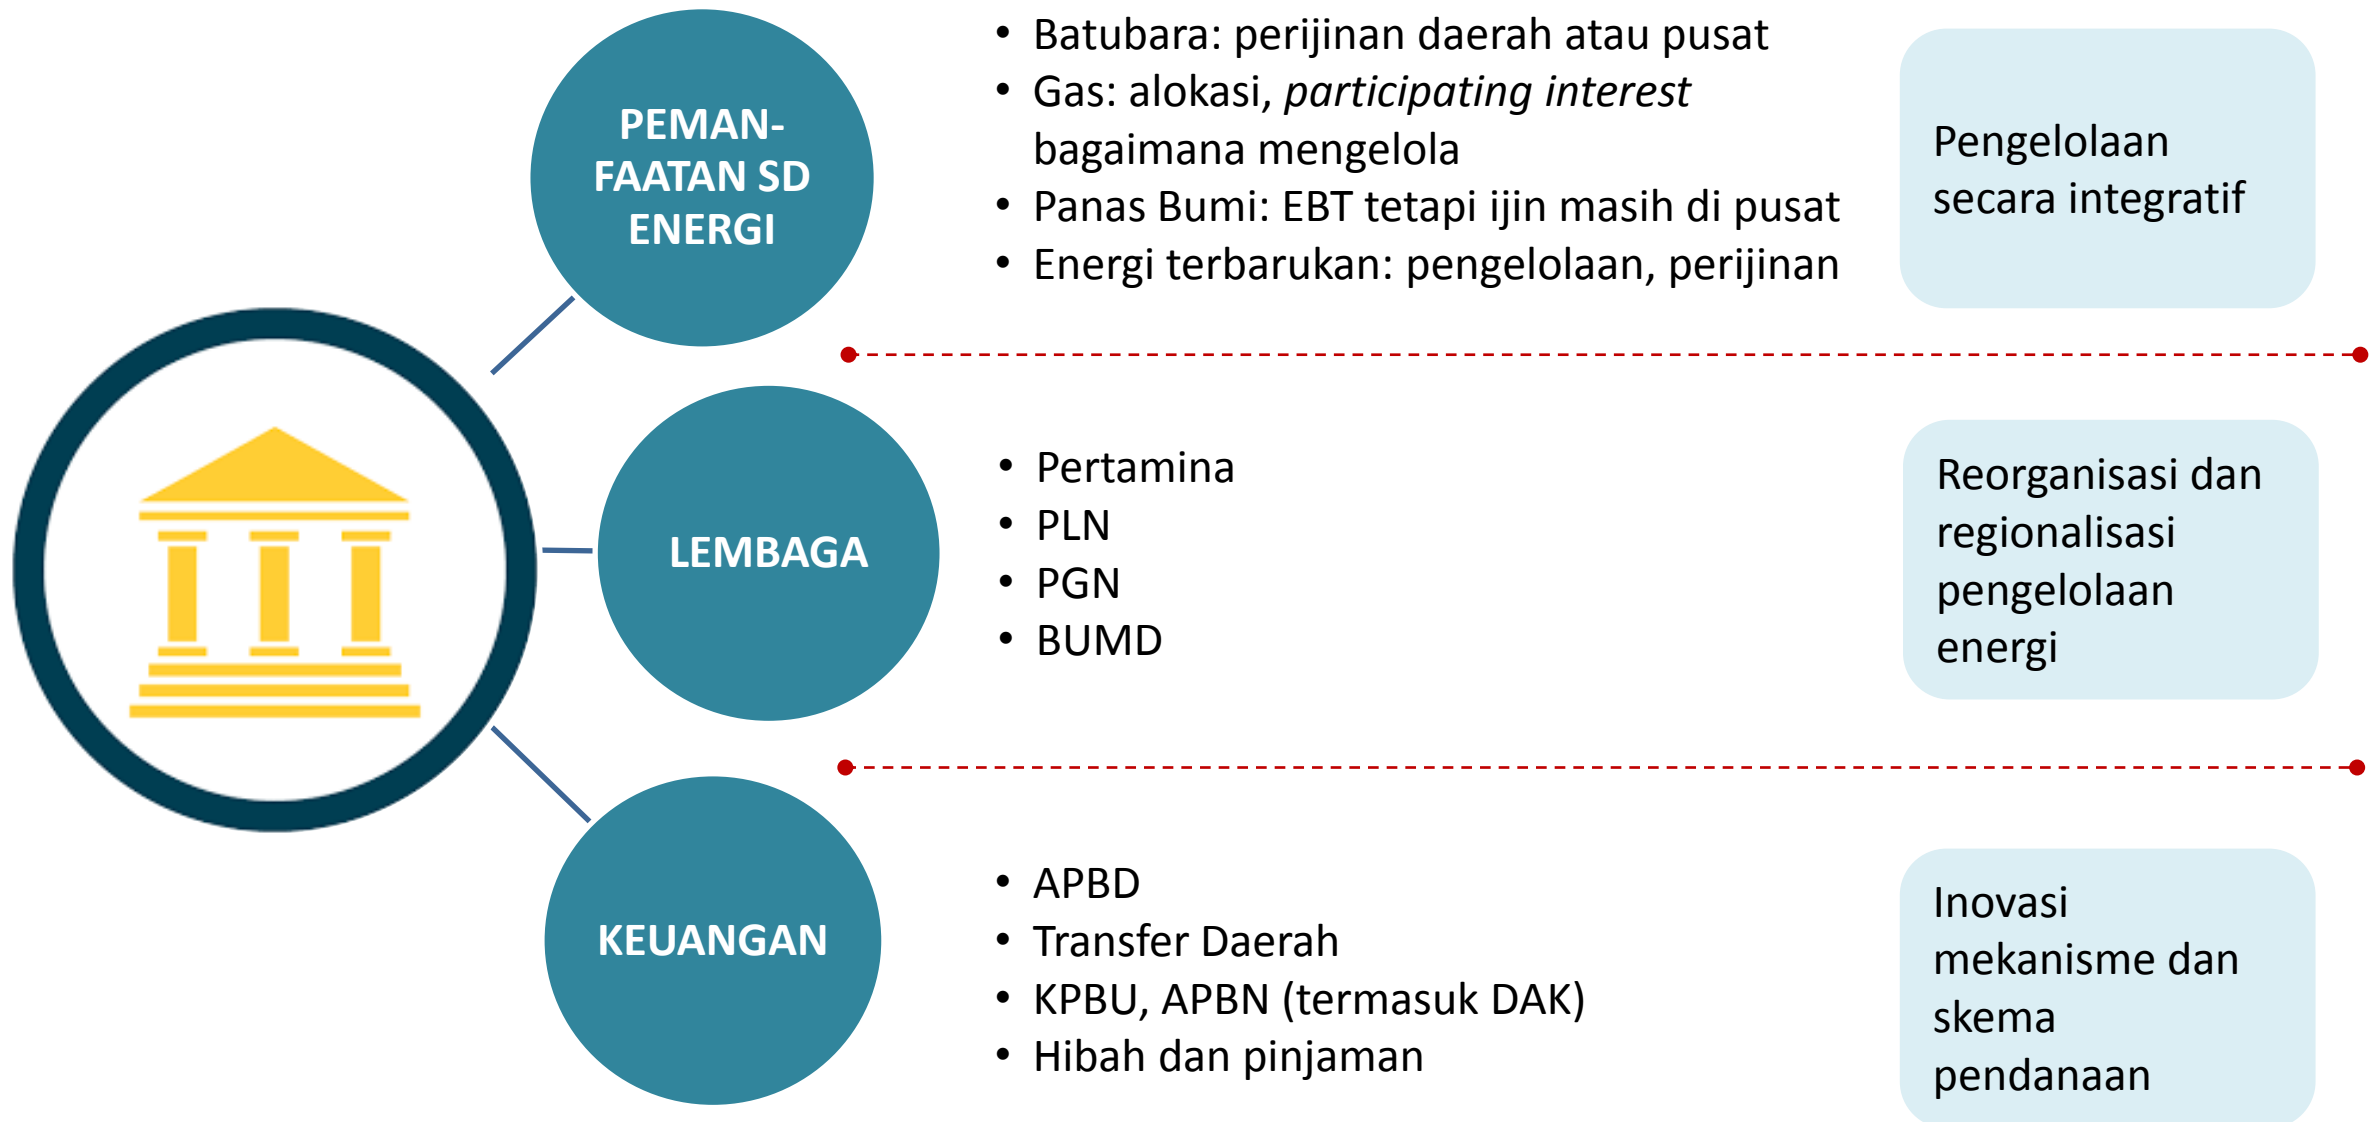 PEMAN-
FAATAN SD
ENERGI
• Batubara: perijinan daerah atau pusat
• Gas: alokasi, participating interest
bagaimana mengelola
• Panas Bumi: EBT tetapi ijin masih di pusat
• Energi terbarukan: pengelolaan, perijinan
Pengelolaan
secara integratif
LEMBAGA
• Pertamina
• PLN
• PGN
• BUMD
Reorganisasi dan
regionalisasi
pengelolaan
energi
KEUANGAN
• APBD
• Transfer Daerah
• KPBU, APBN (termasuk DAK)
• Hibah dan pinjaman
Inovasi
mekanisme dan
skema
pendanaan